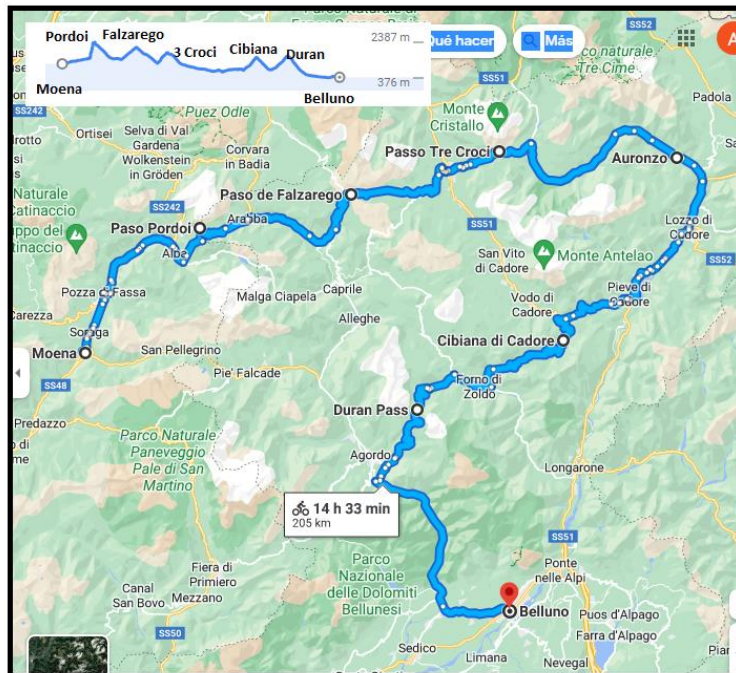 Parco Naturale
SS52
Qué hacer
Más
A
2387 m
376 m
Pordoi
Falzarego
3 Croci
Cibiana
Duran
Moena
Belluno
SS51
Parco naturale
Tre Cime
Padola
SS242
Puez Odle
Monte
Cristallo
Ortisei
Selva di Val
Gardena
Wolkenstein
in Gröden
Corvara
in Badia
Passo Tre Croci
Auronzo
Naturale
Catinaccio
SS242
Paso de Falzarego
Paso Pordoi
Arabba
Alba
SS51
San Vito
di Cadore
Monte Antelao
Lozzo di
Cadore
SS52
Pozza di Fassa
Carezza
Malga Ciapela
Caprile
Vodo di
Cadore
Pieve di
Cadore
Soraga
Alleghe
Cibiana di Cadore
Moena
San Pellegrino
SS48
Pie' Falcade
Forno di
Zoldo
Duran Pass
Predazzo
Parco Naturale
Paneveggio
Pale di San
Martino
Agordo
Longarone
14 h 33 min
205 km
SS51
Fiera di
Primiero
Mezzano
Parco
Nazionale
delle Dolomiti
Bellunesi
Ponte
nelle Alpi
Canal
San Bovo
Belluno
Puos d'Alpago
SS50
Sedico
Farra d'Alpago
Limana
Nevegal